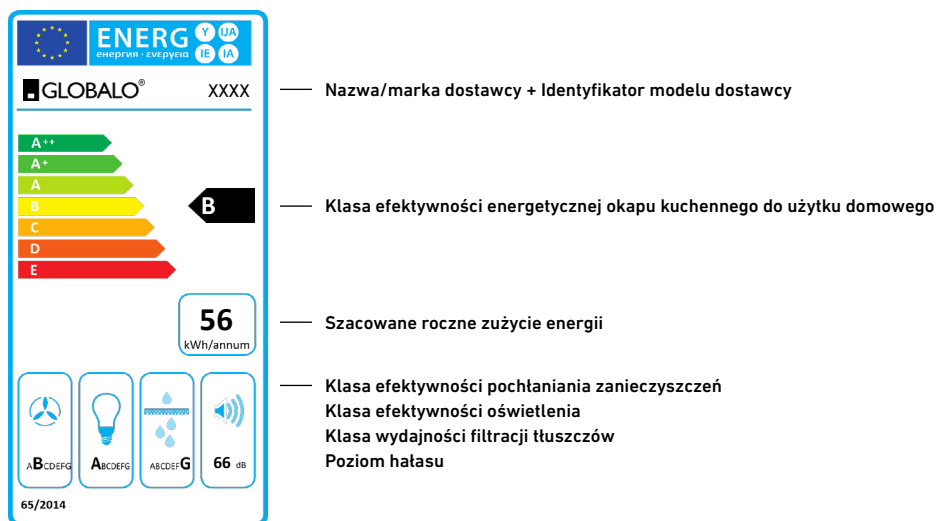 ENERG Y IJA IE IA
енергия · ενεργεια
GLOBALO® XXXX
Nazwa/marka dostawcy + Identyfikator modelu dostawcy
A++
A+
A
B
C
D
E
B
Klasa efektywności energetycznej okapu kuchennego do użytku domowego
56
kWh/annum
Szacowane roczne zużycie energii
Klasa efektywności pochłaniania zanieczyszczeń
Klasa efektywności oświetlenia
Klasa wydajności filtracji tłuszczów
Poziom hałasu
ABCDEFG
ABCDEFG
ABCDEFG
66 dB
65/2014